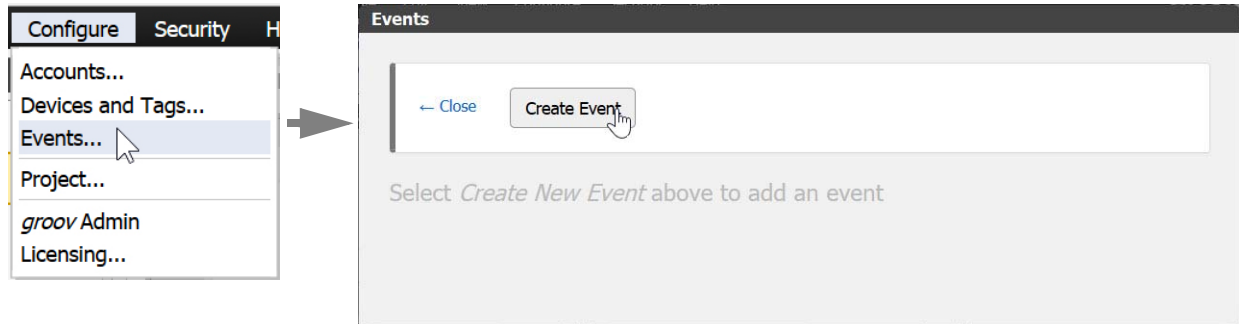 Configure Security H
Accounts...
Devices and Tags...
Events...
Project...
groov Admin
Licensing...
Events
← Close Create Event
Select Create New Event above to add an event